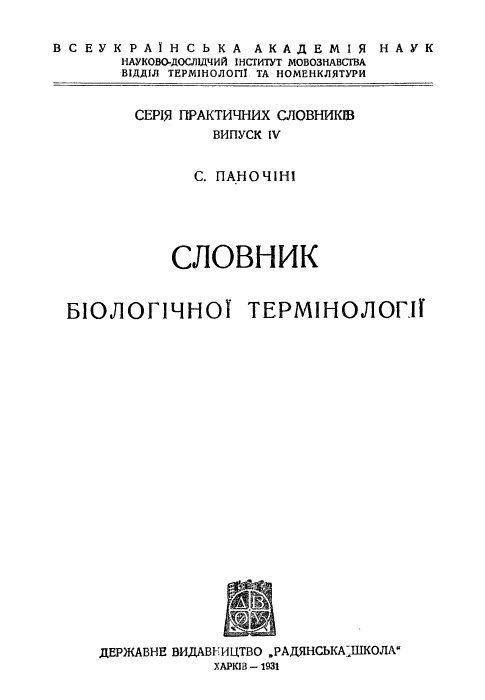 ВСЕУКРАЇНСЬКА АКАДЕМІЯ НАУК
НАУКОВО-ДОСЛІДЧИЙ ІНСТИТУТ МОВОЗНАВСТВА
ВІДДІЛ ТЕРМІНОЛОГІЇ ТА НОМЕНКЛЯТУРИ
СЕРІЯ ПРАКТИЧНИХ СЛОВНИКІВ
ВИПУСК IV
С. ПАНОЧІНІ
СЛОВНИК
БІОЛОГІЧНОЇ ТЕРМІНОЛОГІЇ
ДЕРЖАВНЕ ВИДАВНИЦТВО „РАДЯНСЬКА ШКОЛА“
ХАРКІВ — 1931